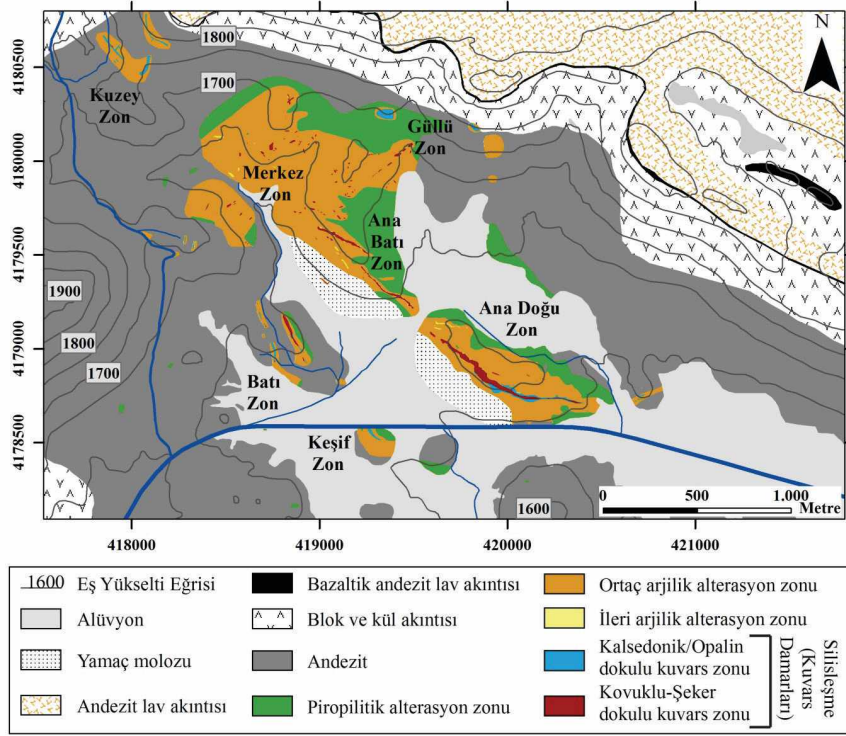 N
1800
1700
Kuzey
Zon
Güllü
Zon
Merkez
Zon
Ana
Batı
Zon
Ana Doğu
Zon
1900
1800
1700
Batı
Zon
Keşif
Zon
1600
0 500 1.000
Metre
4180500
4180000
4179500
4179000
4178500
418000 419000 420000 421000
1600 Eş Yükselti Eğrisi
Alüvyon
Yamaç molozu
Andezit lav akıntısı
Bazaltik andezit lav akıntısı
Blok ve kül akıntısı
Andezit
Piropilitik alterasyon zonu
Ortaç arjilik alterasyon zonu
İleri arjilik alterasyon zonu
Kalsedonik/Opalin
dokulu kuvars zonu
Kovuklu-Şeker
dokulu kuvars zonu
Silisleşme
(Kuvars
Damarları)